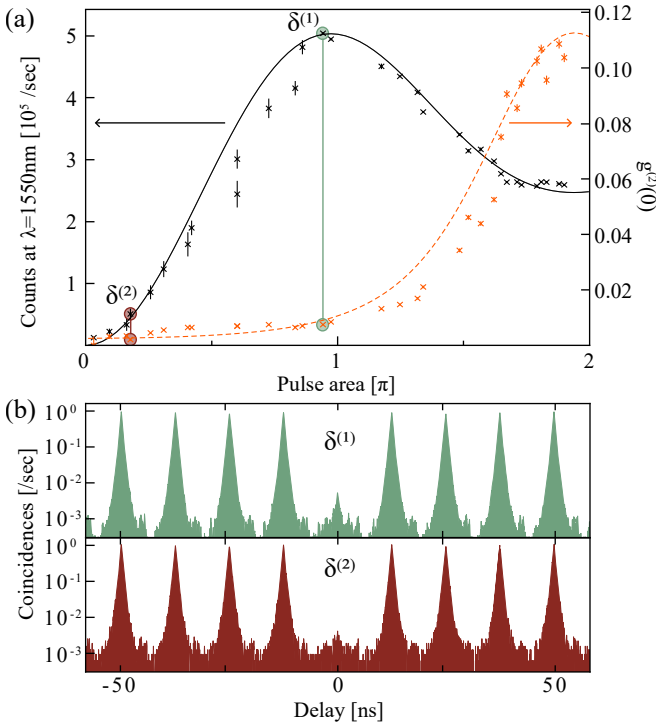 (a)
δ⁽¹⁾
δ⁽²⁾
Counts at λ=1550nm [10⁵ /sec]
5
4
3
2
1
0.12
0.10
0.08
0.06
0.04
0.02
g⁽²⁾(0)
0
1
2
Pulse area [π]
(b)
δ⁽¹⁾
δ⁽²⁾
Coincidences [/sec]
10⁰
10⁻¹
10⁻²
10⁻³
10⁰
10⁻¹
10⁻²
10⁻³
-50
0
50
Delay [ns]